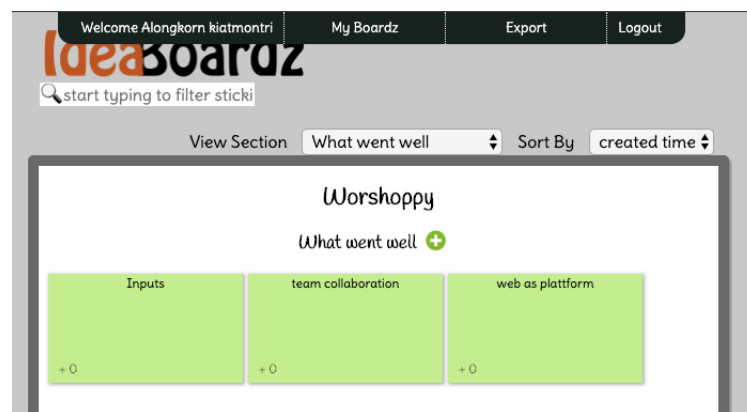 Welcome Alongkorn kiatmontri My Boardz Export Logout
IdeaBoardz
start typing to filter sticki
View Section What went well Sort By created time
Worshoppy
What went well
Inputs team collaboration web as plattform
+ 0 + 0 + 0